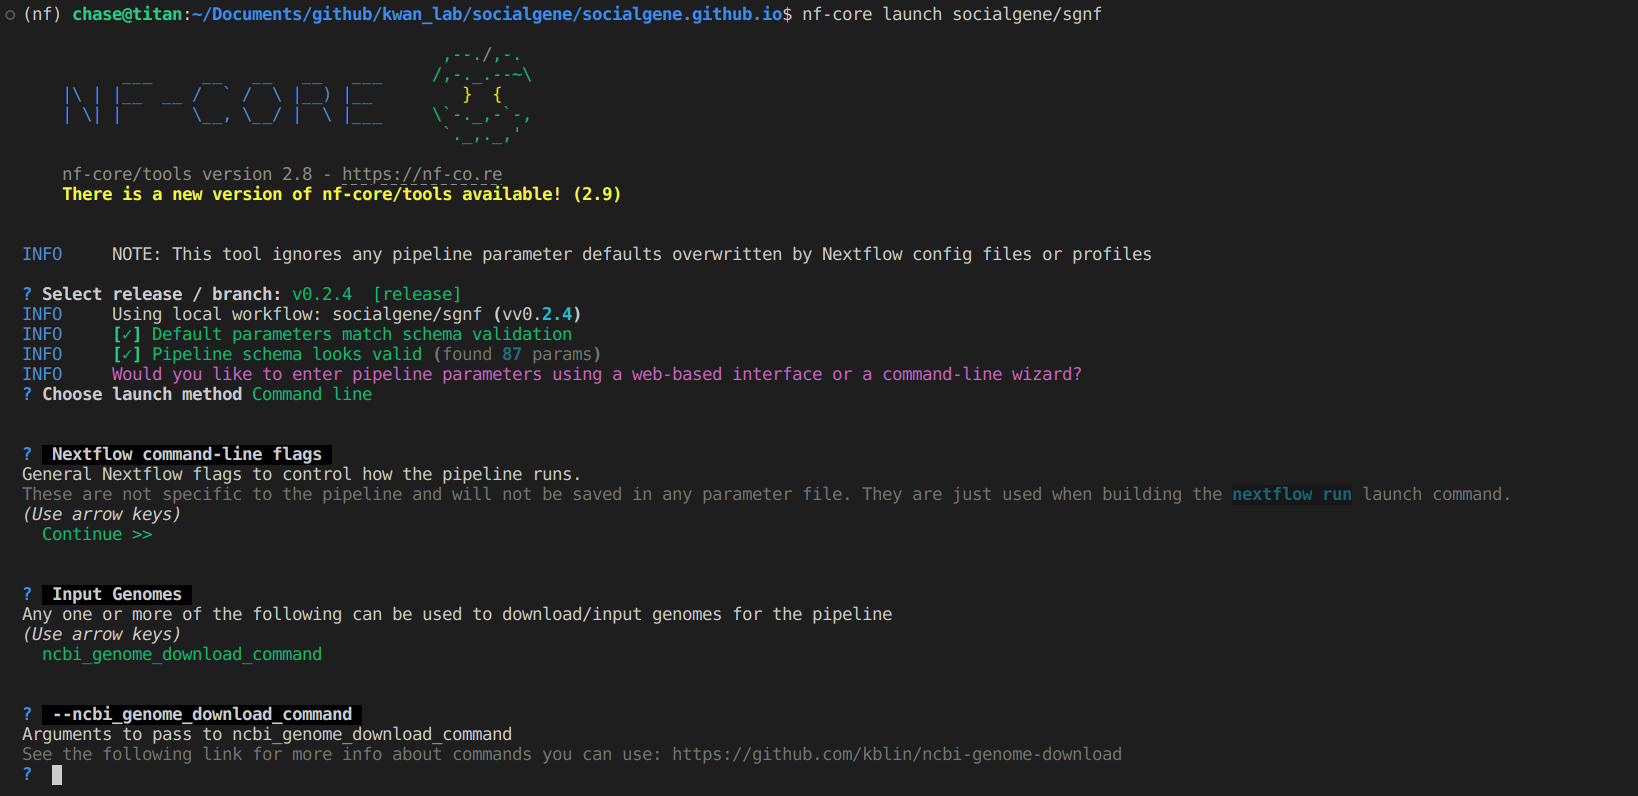 (nf) chase@titan:~/Documents/github/kwan_lab/socialgene/socialgene.github.io$ nf-core launch socialgene/sgnf
                                          ,--./,-.
          ___     __   __   __   ___     /,-._.--~\
    |\ | |__  __ /  ` /  \ |__) |__         }  {
    | \| |       \__, \__/ |  \ |___     \`-._,-`-,
                                          `._,._,'
nf-core/tools version 2.8 - https://nf-co.re
There is a new version of nf-core/tools available! (2.9)
INFO     NOTE: This tool ignores any pipeline parameter defaults overwritten by Nextflow config files or profiles
? Select release / branch: v0.2.4  [release]
INFO     Using local workflow: socialgene/sgnf (vv0.2.4)
INFO     [✓] Default parameters match schema validation
INFO     [✓] Pipeline schema looks valid (found 87 params)
INFO     Would you like to enter pipeline parameters using a web-based interface or a command-line wizard?
? Choose launch method Command line
? Nextflow command-line flags
General Nextflow flags to control how the pipeline runs.
These are not specific to the pipeline and will not be saved in any parameter file. They are just used when building the nextflow run launch command.
(Use arrow keys)
Continue >>
? Input Genomes
Any one or more of the following can be used to download/input genomes for the pipeline
(Use arrow keys)
ncbi_genome_download_command
? --ncbi_genome_download_command
Arguments to pass to ncbi_genome_download_command
See the following link for more info about commands you can use: https://github.com/kblin/ncbi-genome-download
?